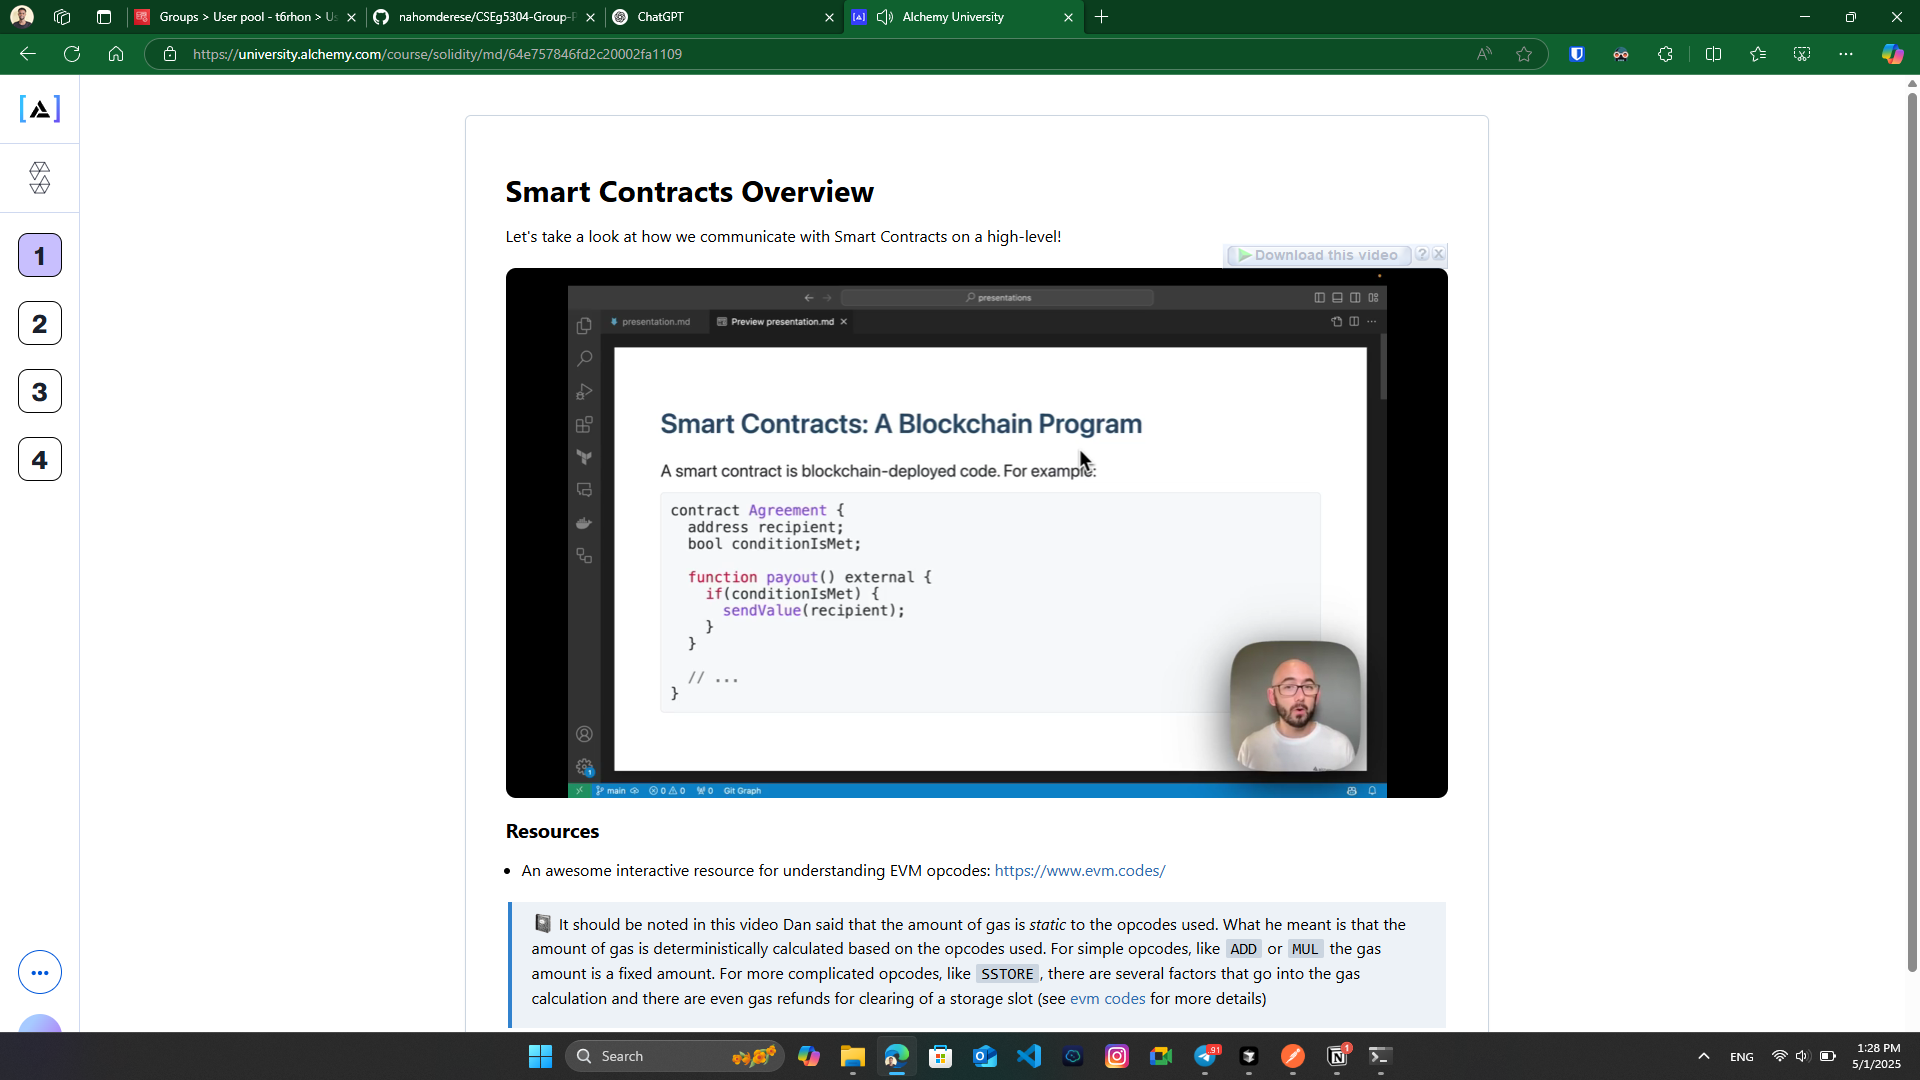 Groups > User pool - t6rhon > Us
nahomderese/CSEg5304-Group-P
ChatGPT
Alchemy University
https://university.alchemy.com/course/solidity/md/64e757846fd2c20002fa1109
1
2
3
4
Smart Contracts Overview
Let's take a look at how we communicate with Smart Contracts on a high-level!
Download this video
presentations
presentation.md
Preview presentation.md
Smart Contracts: A Blockchain Program
A smart contract is blockchain-deployed code. For example:
contract Agreement {
address recipient;
bool conditionIsMet;
function payout() external {
if(conditionIsMet) {
sendValue(recipient);
}
}
// ...
}
main 0 0 0 Git Graph
Resources
• An awesome interactive resource for understanding EVM opcodes: https://www.evm.codes/
It should be noted in this video Dan said that the amount of gas is static to the opcodes used. What he meant is that the
amount of gas is deterministically calculated based on the opcodes used. For simple opcodes, like ADD or MUL the gas
amount is a fixed amount. For more complicated opcodes, like SSTORE, there are several factors that go into the gas
calculation and there are even gas refunds for clearing of a storage slot (see evm codes for more details)
Search
91
1
ENG
1:28 PM
5/1/2025